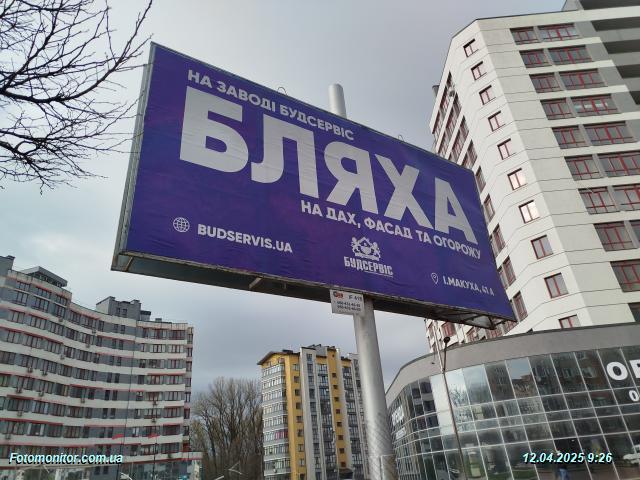 НА ЗАВОДІ БУДСЕРВІС
БЛЯХА
НА ДАХ, ФАСАД ТА ОГОРОЖУ
BUDSERVIS.UA
БУДСЕРВІС
І.МАКУХА, 41 А
Fotomonitor.com.ua
12.04.2025 9:26